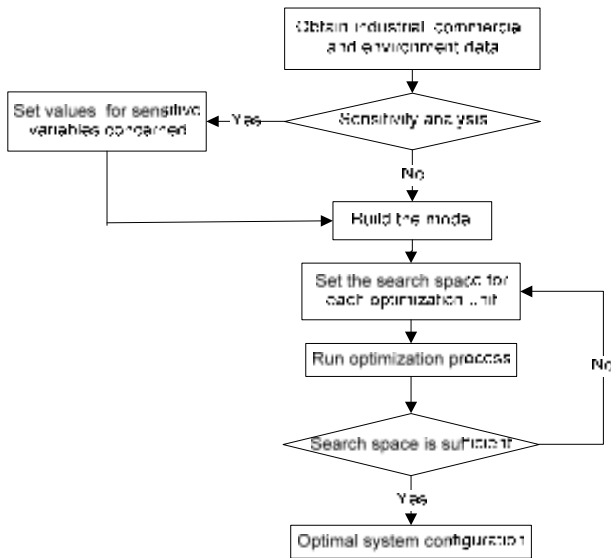 Obtain industrial commercial
and environment data
Set values for sensitive
variables concerned
Yes
Sensitivity analysis
No
Build the model
Set the search space for
each optimization unit
Run optimization process
No
Search space is sufficient
Yes
Optimal system configuration